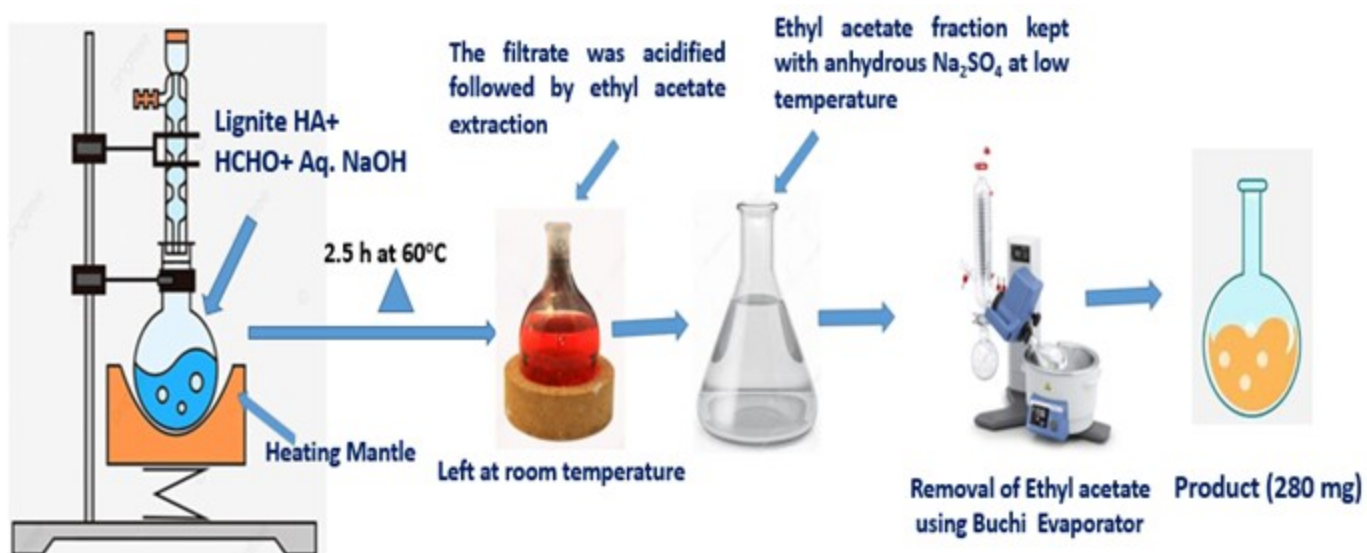 Lignite HA+
HCHO+ Aq. NaOH
Heating Mantle
2.5 h at 60°C
The filtrate was acidified
followed by ethyl acetate
extraction
Left at room temperature
Ethyl acetate fraction kept
with anhydrous Na₂SO₄ at low
temperature
Removal of Ethyl acetate
using Buchi Evaporator
Product (280 mg)